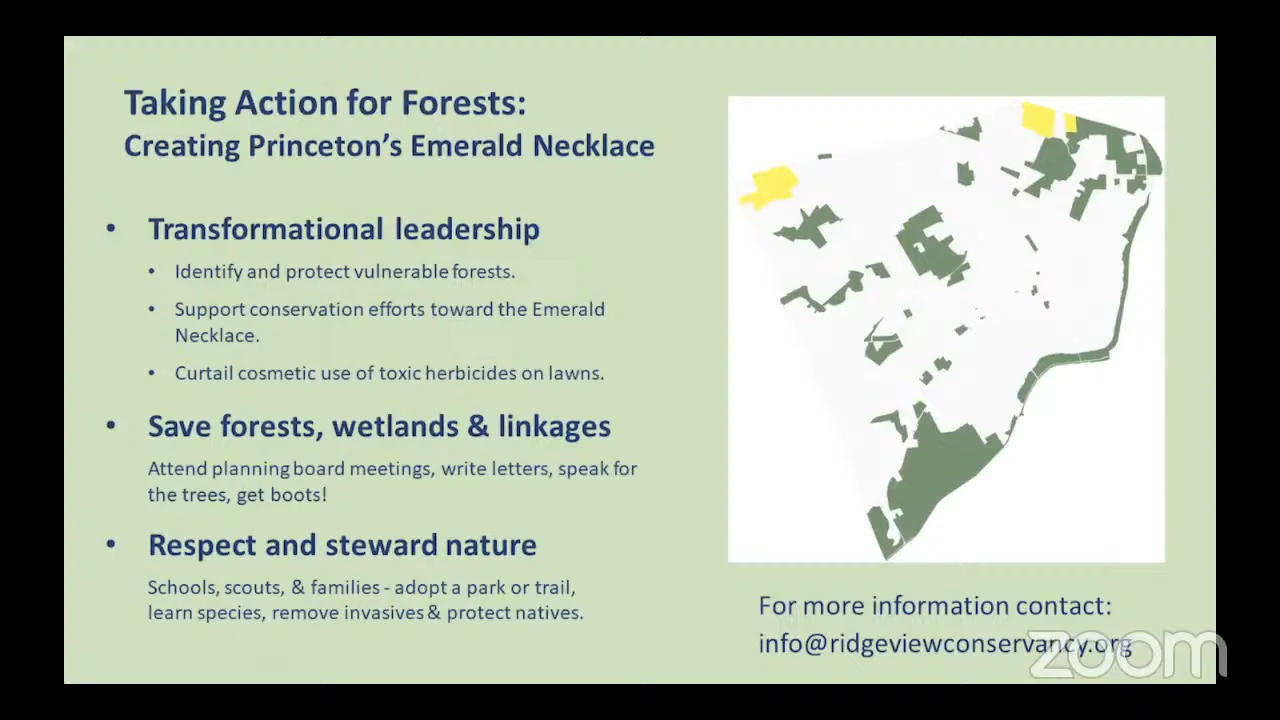 Taking Action for Forests:
Creating Princeton's Emerald Necklace
• Transformational leadership
• Identify and protect vulnerable forests.
• Support conservation efforts toward the Emerald
Necklace.
• Curtail cosmetic use of toxic herbicides on lawns.
• Save forests, wetlands & linkages
Attend planning board meetings, write letters, speak for
the trees, get boots!
• Respect and steward nature
Schools, scouts, & families - adopt a park or trail,
learn species, remove invasives & protect natives.
For more information contact:
info@ridgeviewconservancy.org
zoom